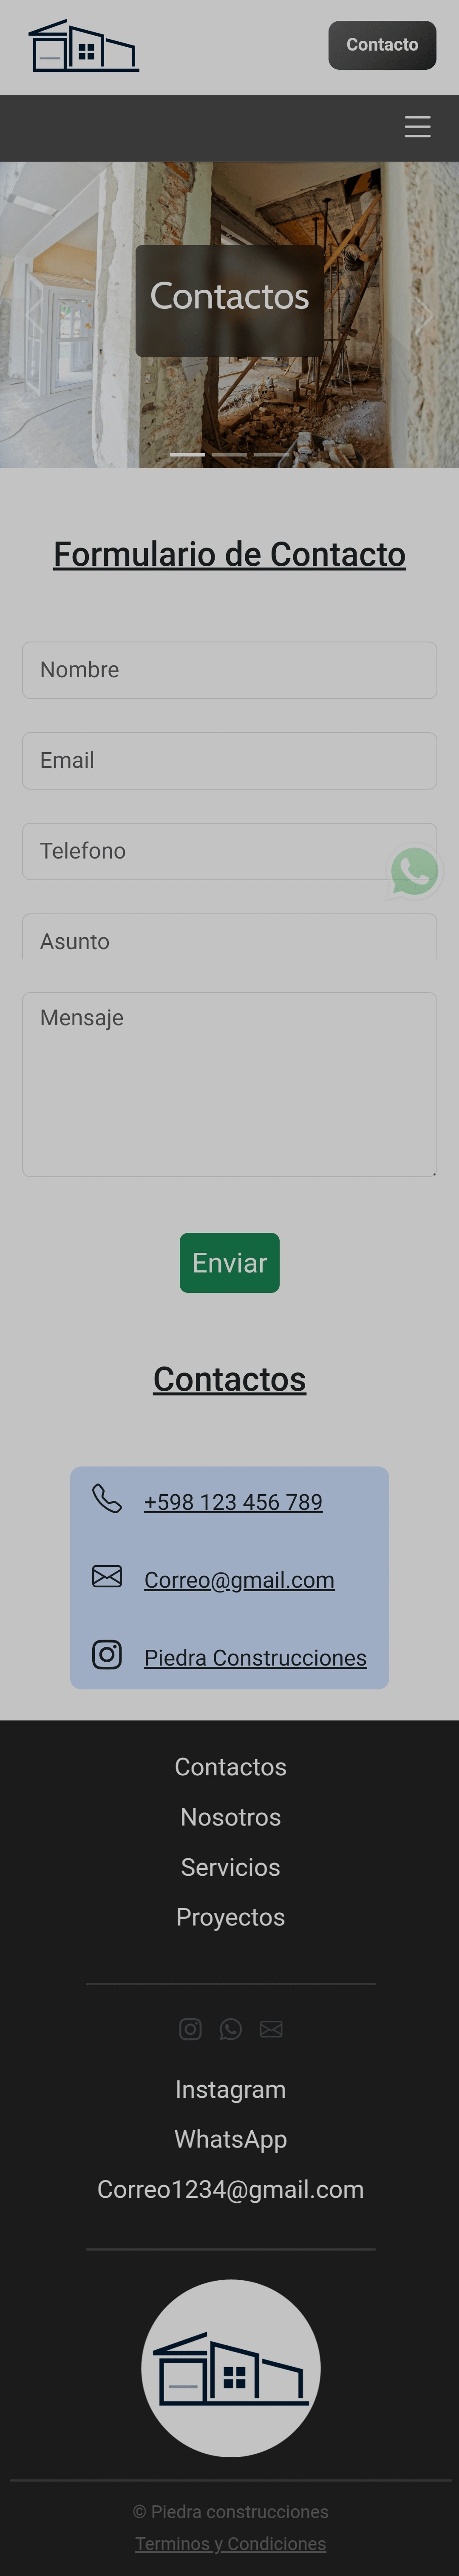 Contacto
Contactos
Formulario de Contacto
Nombre
Email
Telefono
Asunto
Mensaje
Enviar
Contactos
+598 123 456 789
Correo@gmail.com
Piedra Construcciones
Contactos
Nosotros
Servicios
Proyectos
Instagram
WhatsApp
Correo1234@gmail.com
© Piedra construcciones
Terminos y Condiciones